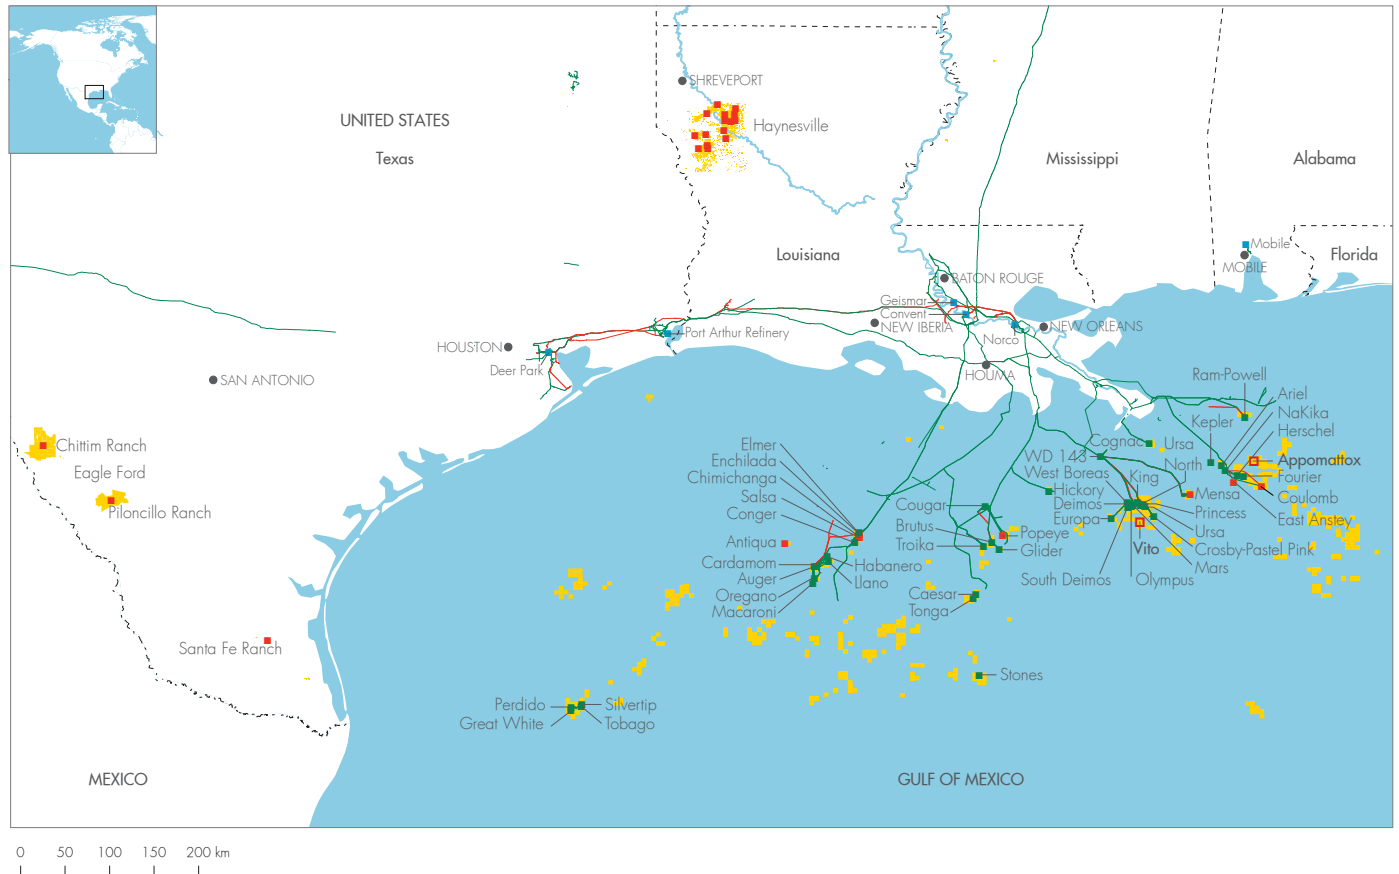 SHREVEPORT
UNITED STATES
Haynesville
Texas
Mississippi
Alabama
Mobile
Louisiana
Florida
MOBILE
BATON ROUGE
Geismar
Convent
NEW IBERIA
NEW ORLEANS
Port Arthur Refinery
Norco
HOUSTON
Deer Park
HOUMA
SAN ANTONIO
Ram-Powell
Ariel
NaKika
Kepler
Herschel
Chittim Ranch
Elmer
Cognac
Ursa
Enchilada
WD 143
North
Appomattox
Eagle Ford
Chimichanga
West Boreas
King
Fourier
Salsa
Hickory
Mensa
Coulomb
Piloncillo Ranch
Conger
Cougar
Deimos
Princess
East Anstey
Europa
Brutus
Popeye
Ursa
Antiqua
Troika
Glider
Vito
Crosby-Pastel Pink
Cardamom
Habanero
Mars
Auger
Llano
South Deimos
Olympus
Oregano
Caesar
Macaroni
Tonga
Santa Fe Ranch
Stones
Perdido
Silvertip
Great White
Tobago
MEXICO
GULF OF MEXICO
0 50 100 150 200 km